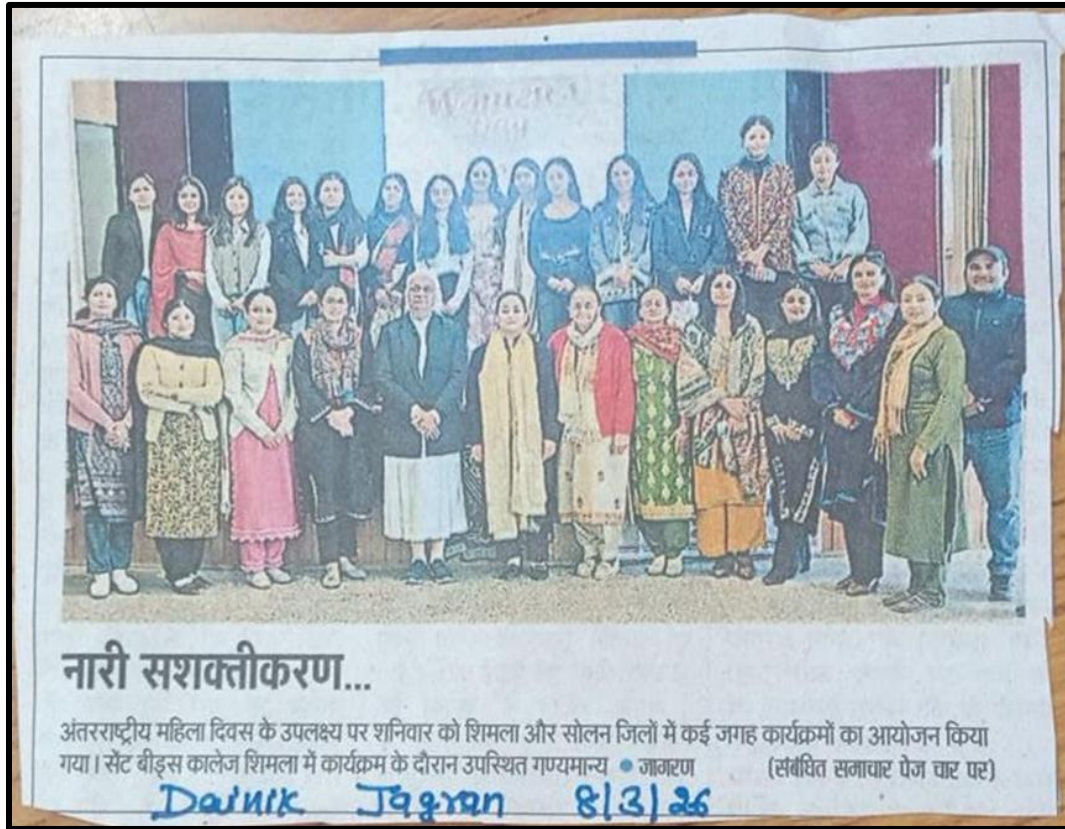 नारी सशक्तीकरण...
अंतरराष्ट्रीय महिला दिवस के उपलक्ष्य पर शनिवार को शिमला और सोलन जिलों में कई जगह कार्यक्रमों का आयोजन किया
गया। सेंट बीड्स कालेज शिमला में कार्यक्रम के दौरान उपस्थित गण्यमान्य ● जागरण (संबंधित समाचार पेज चार पर)
Dainik Jagran 8/3/26